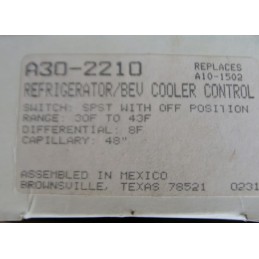 A30-2210
REPLACES
A10-1502
REFRIGERATOR/BEV COOLER CONTROL
SWITCH: SPST WITH OFF POSITION
RANGE: 30F TO 43F
DIFFERENTIAL: 8F
CAPILLARY: 48"
ASSEMBLED IN MEXICO
BROWNSVILLE, TEXAS 78521
0231